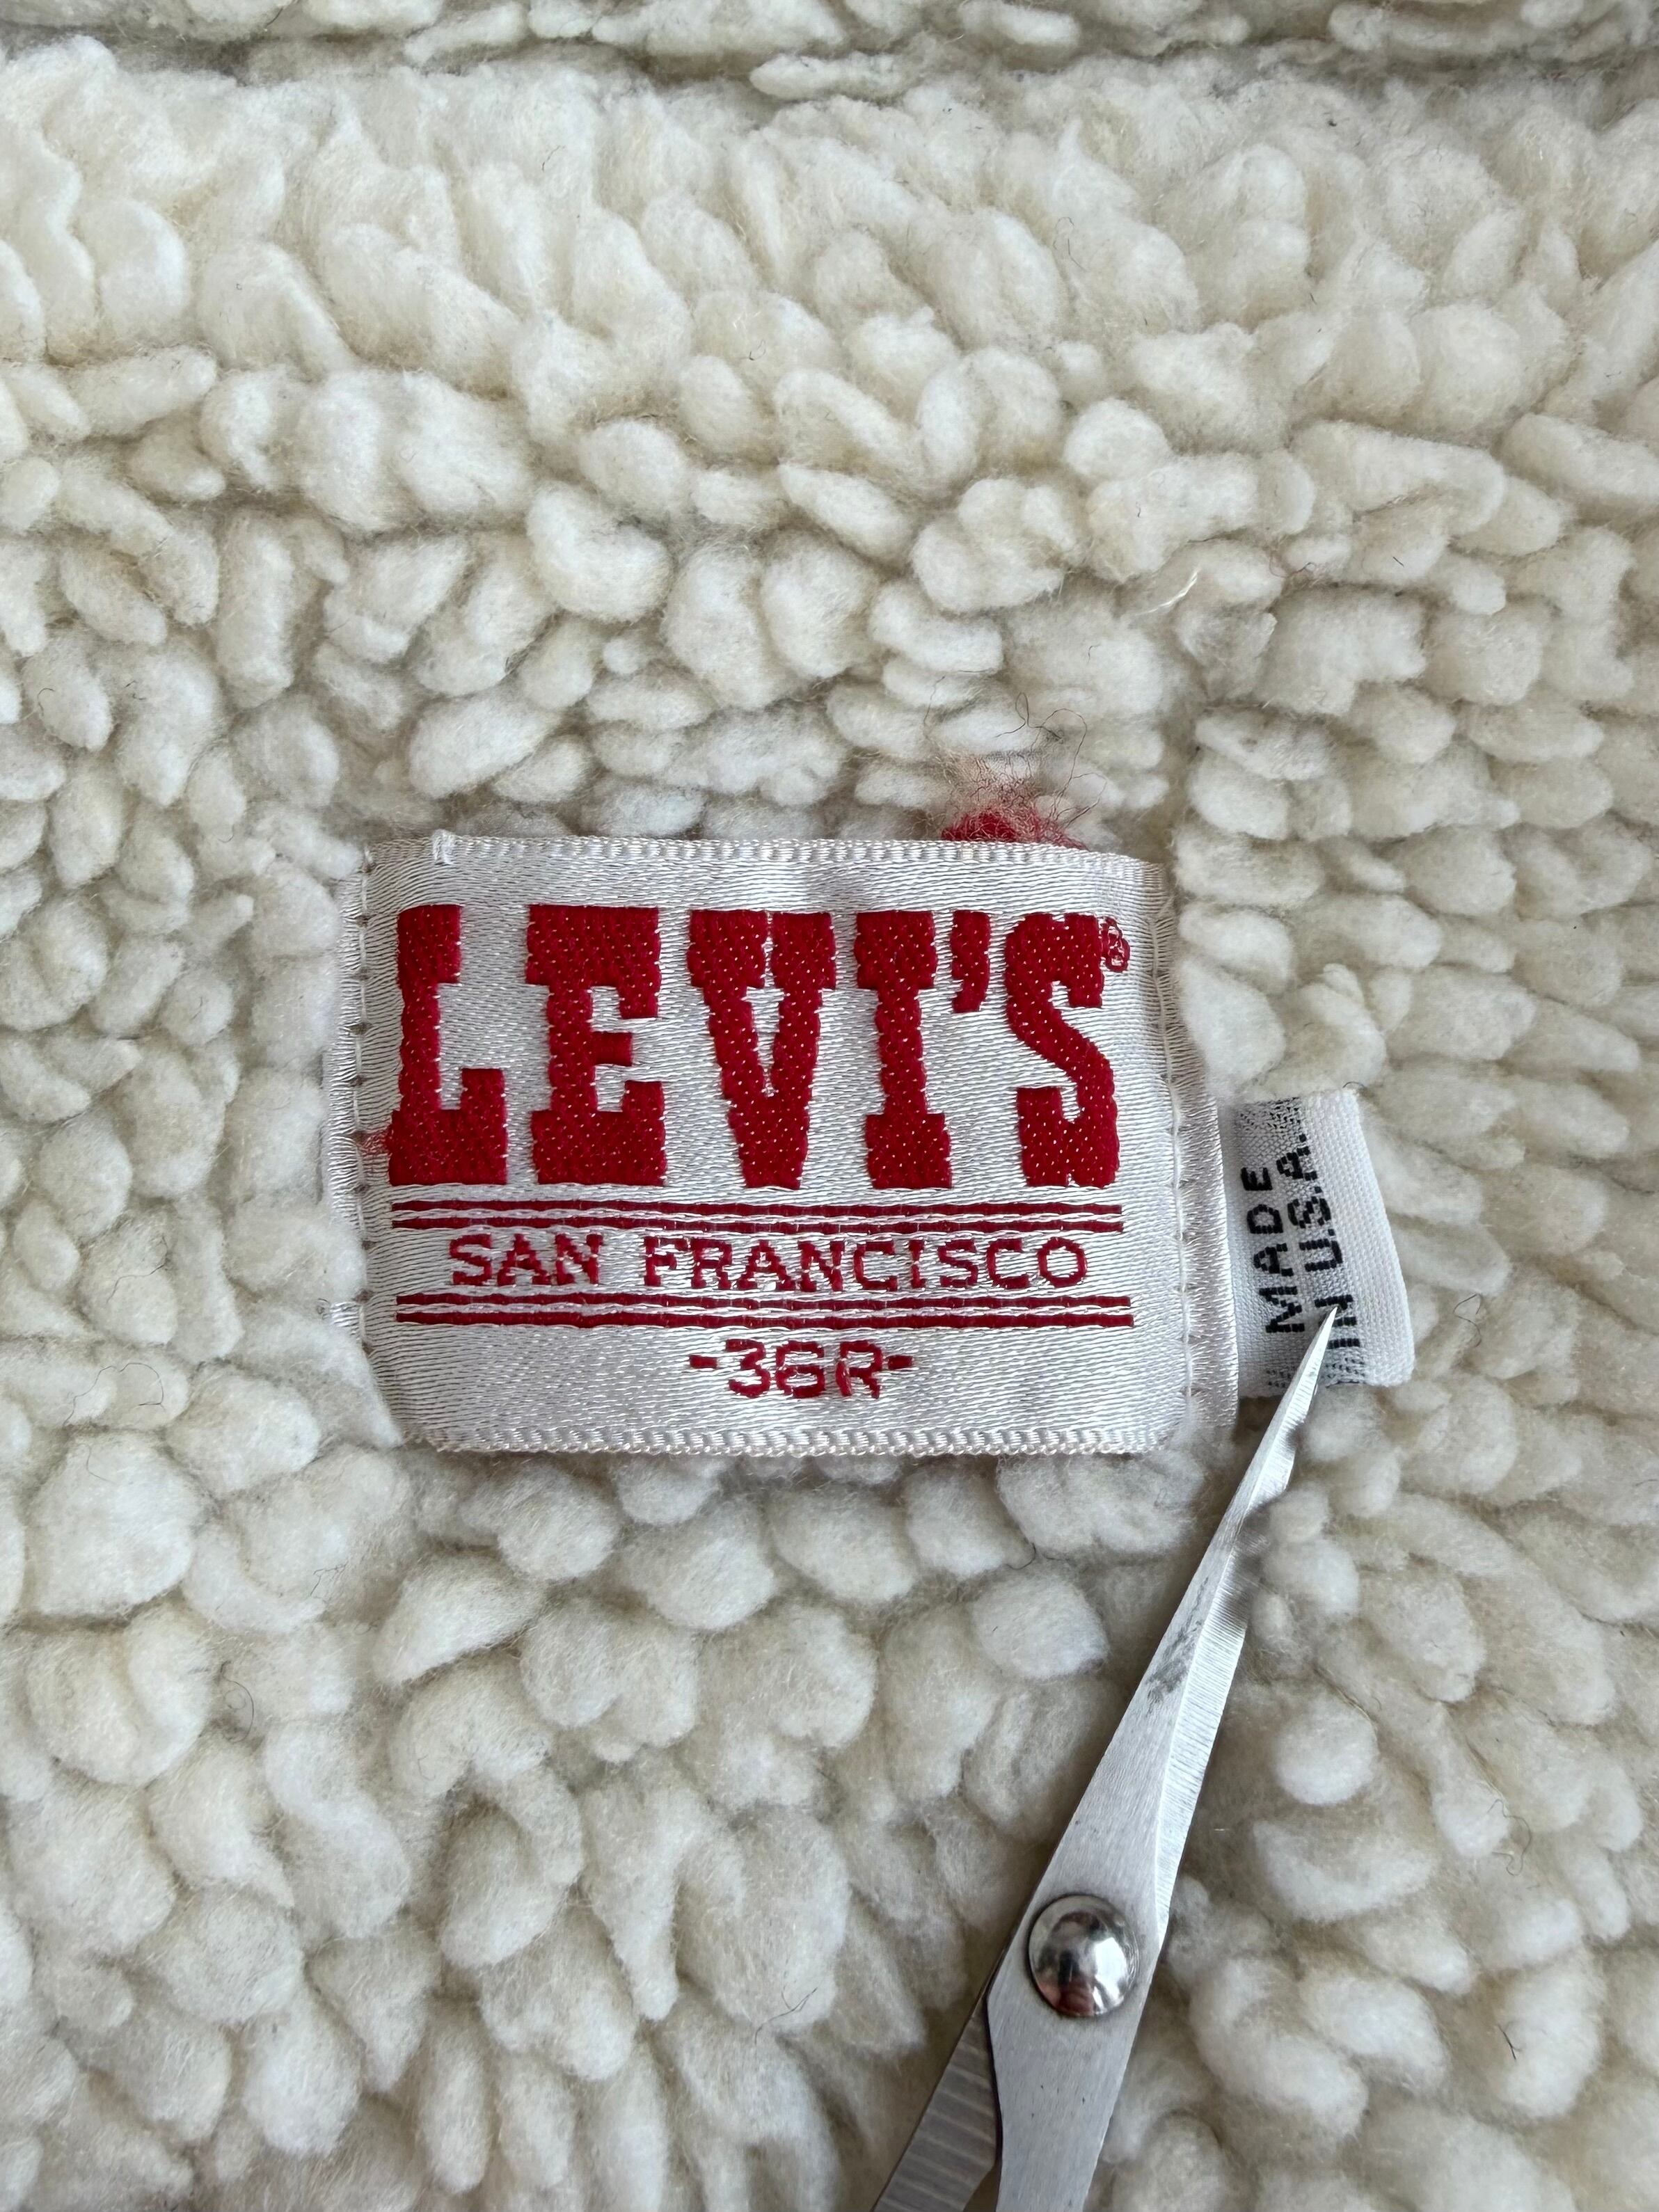 LEVI'S®
SAN FRANCISCO
-36R-
MADE
IN U.S.A.